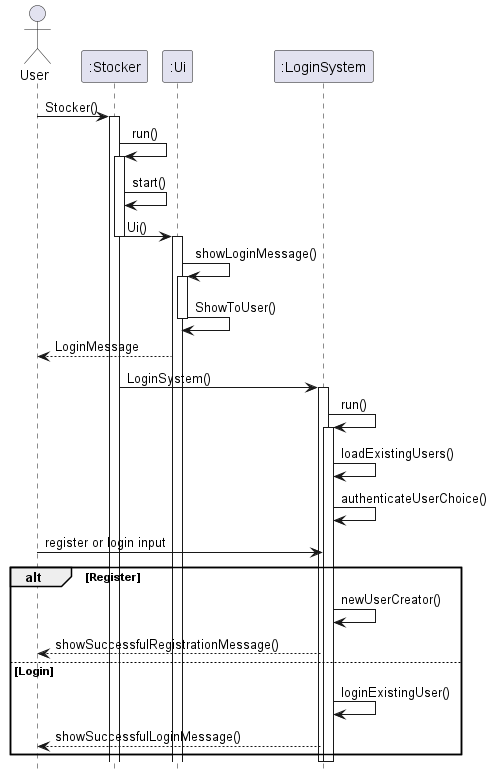 User
:Stocker
:Ui
:LoginSystem
Stocker()
run()
start()
Ui()
showLoginMessage()
ShowToUser()
LoginMessage
LoginSystem()
run()
loadExistingUsers()
authenticateUserChoice()
register or login input
alt [Register]
newUserCreator()
showSuccessfulRegistrationMessage()
[Login]
loginExistingUser()
showSuccessfulLoginMessage()